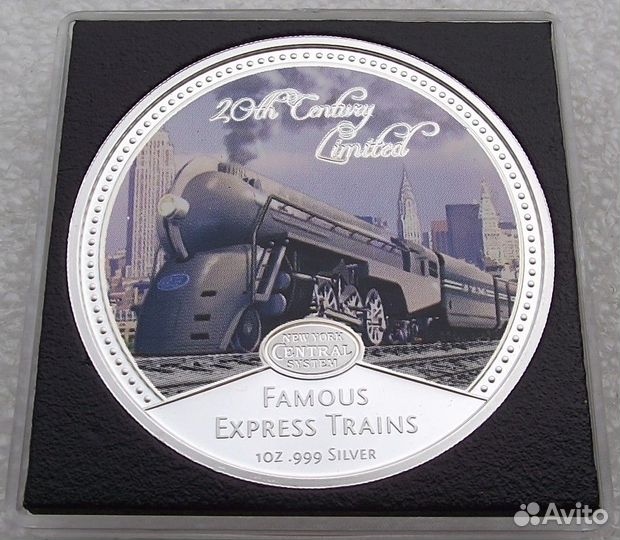 20th Century
Limited
NEW YORK
CENTRAL
SYSTEM
FAMOUS
EXPRESS TRAINS
1OZ .999 SILVER
Avito